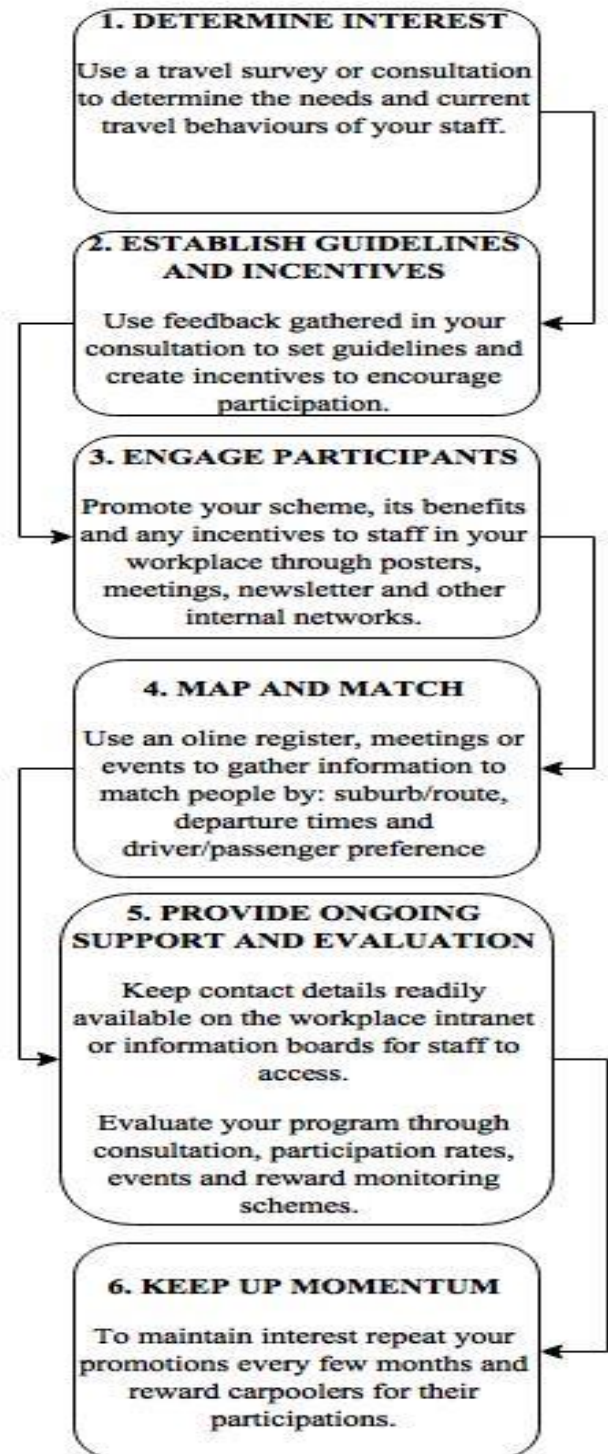 1. DETERMINE INTEREST
Use a travel survey or consultation
to determine the needs and current
travel behaviours of your staff.
2. ESTABLISH GUIDELINES
AND INCENTIVES
Use feedback gathered in your
consultation to set guidelines and
create incentives to encourage
participation.
3. ENGAGE PARTICIPANTS
Promote your scheme, its benefits
and any incentives to staff in your
workplace through posters,
meetings, newsletter and other
internal networks.
4. MAP AND MATCH
Use an oline register, meetings or
events to gather information to
match people by: suburb/route,
departure times and
driver/passenger preference
5. PROVIDE ONGOING
SUPPORT AND EVALUATION
Keep contact details readily
available on the workplace intranet
or information boards for staff to
access.
Evaluate your program through
consultation, participation rates,
events and reward monitoring
schemes.
6. KEEP UP MOMENTUM
To maintain interest repeat your
promotions every few months and
reward carpoolers for their
participations.